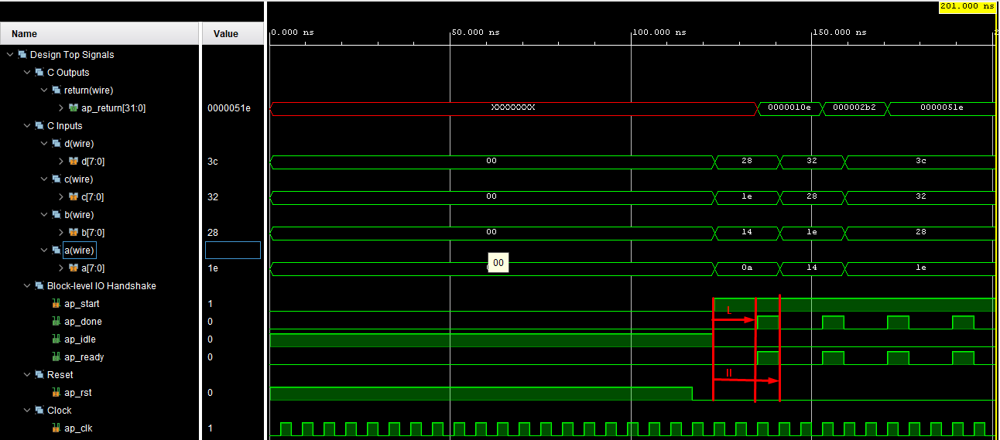 201.000 ns
Name Value
0.000 ns 50.000 ns 100.000 ns 150.000 ns 2
Design Top Signals
C Outputs
return(wire)
ap_return[31:0] 0000051e XXXXXXXX 0000010e 000002b2 0000051e
C Inputs
d(wire)
d[7:0] 3c 00 28 32 3c
c(wire)
c[7:0] 32 00 1e 28 32
b(wire)
b[7:0] 28 00 14 1e 28
a(wire)
00
a[7:0] 1e 0a 14 1e
Block-level IO Handshake
ap_start 1
L
ap_done 0
ap_idle 0
ap_ready 0
II
Reset
ap_rst 0
Clock
ap_clk 1